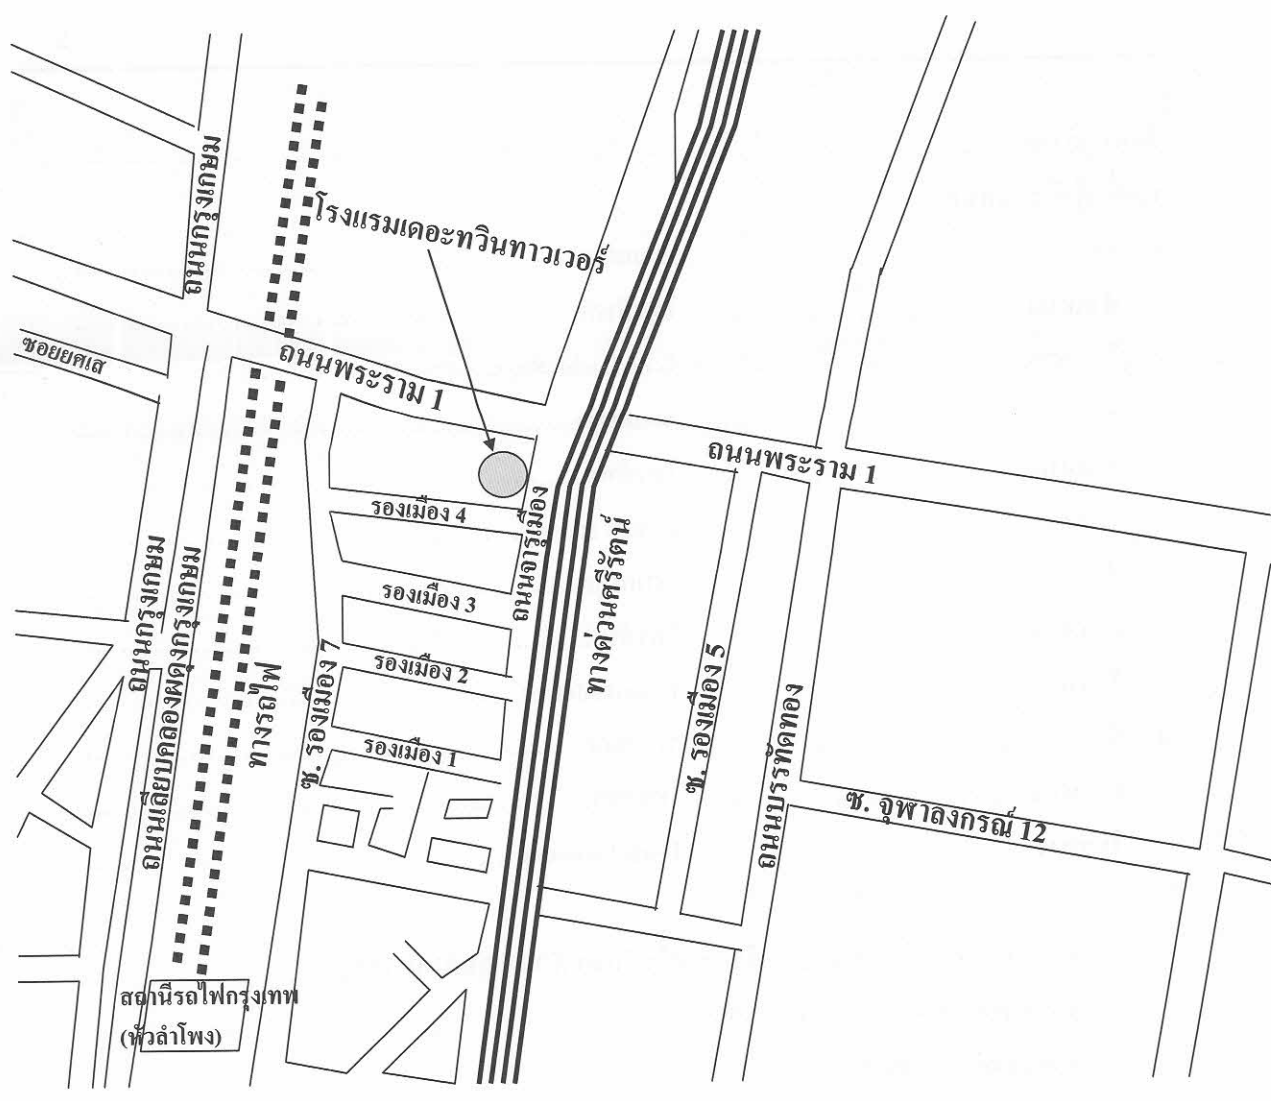 ถนนกรุงเกษม
โรงแรมเดอะทวินทาวเวอร์
ซอยยศเส
ถนนพระราม 1
ถนนพระราม 1
รองเมือง 4
ถนนจารุเมือง
รองเมือง 3
ทางด่วนศรีรัตน์
ถนนกรุงเกษม
ถนนเลียบคลองผดุงกรุงเกษม
ทางรถไฟ
ซ. รองเมือง 7
รองเมือง 2
ซ. รองเมือง 5
รองเมือง 1
ถนนบรรทัดทอง
ซ. จุฬาลงกรณ์ 12
สถานีรถไฟกรุงเทพ
(หัวลำโพง)